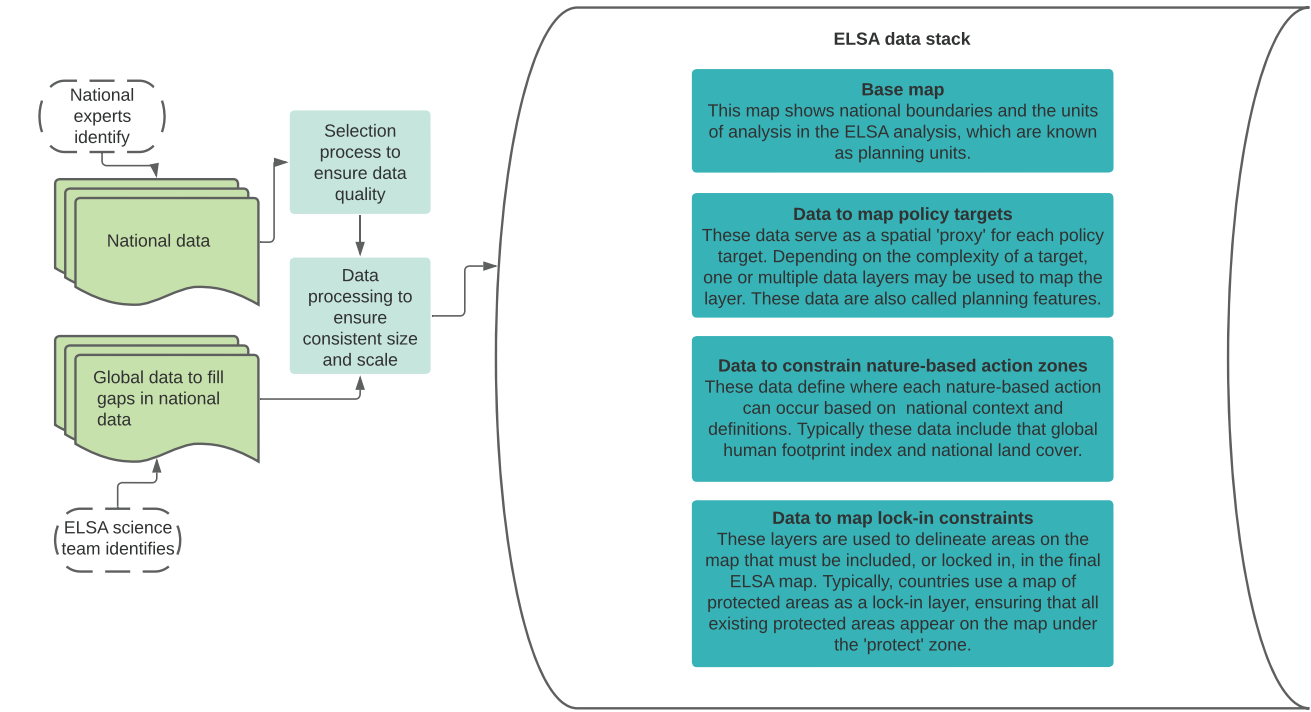 National
experts
identify
National data
Global data to fill
gaps in national
data
ELSA science
team identifies
Selection
process to
ensure data
quality
Data
processing to
ensure
consistent size
and scale
ELSA data stack
Base map
This map shows national boundaries and the units
of analysis in the ELSA analysis, which are known
as planning units.
Data to map policy targets
These data serve as a spatial 'proxy' for each policy
target. Depending on the complexity of a target,
one or multiple data layers may be used to map the
layer. These data are also called planning features.
Data to constrain nature-based action zones
These data define where each nature-based action
can occur based on  national context and
definitions. Typically these data include that global
human footprint index and national land cover.
Data to map lock-in constraints
These layers are used to delineate areas on the
map that must be included, or locked in, in the final
ELSA map. Typically, countries use a map of
protected areas as a lock-in layer, ensuring that all
existing protected areas appear on the map under
the 'protect' zone.